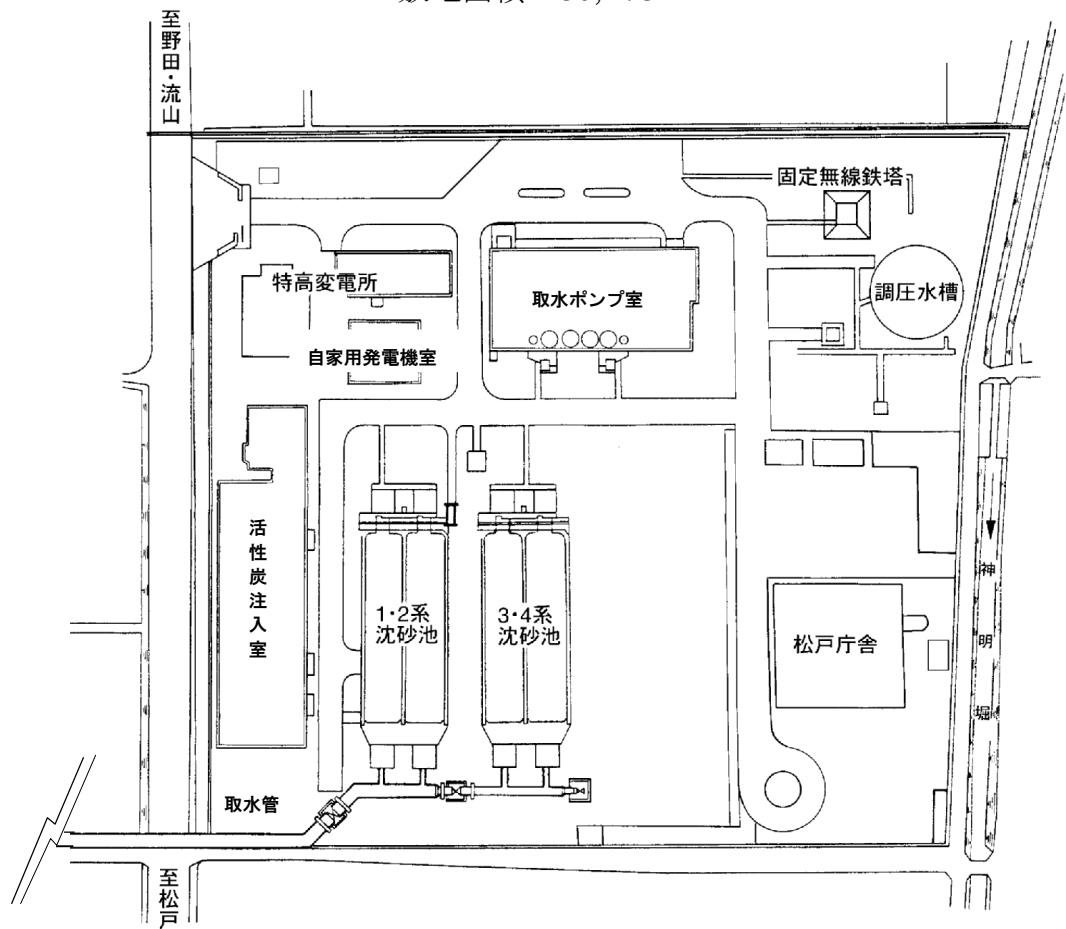 至野田・流山
固定無線鉄塔
特高変電所
取水ポンプ室
調圧水槽
自家用発電機室
活性炭注入室
1・2系
沈砂池
3・4系
沈砂池
松戸庁舎
神明堀
取水管
至松戸